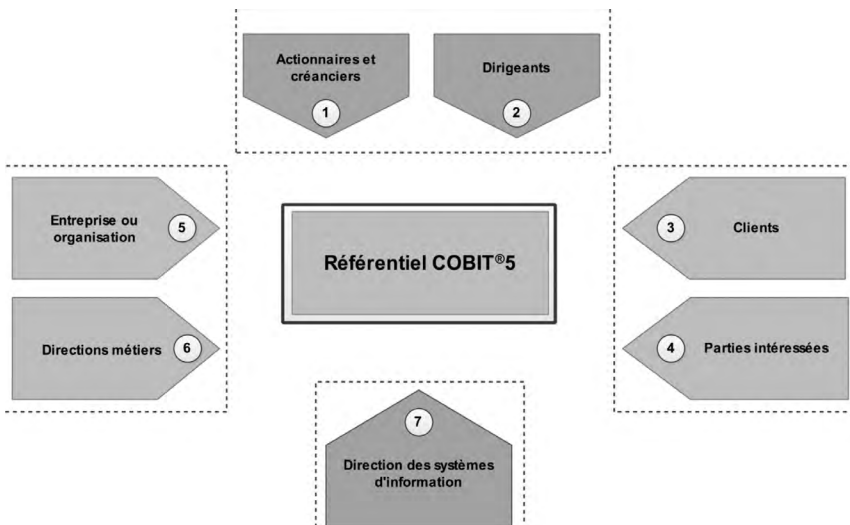 Actionnaires et
créanciers
1
Dirigeants
2
Entreprise ou
organisation
5
Référentiel COBIT®5
3
Clients
Directions métiers
6
4
Parties intéressées
7
Direction des systèmes
d'information